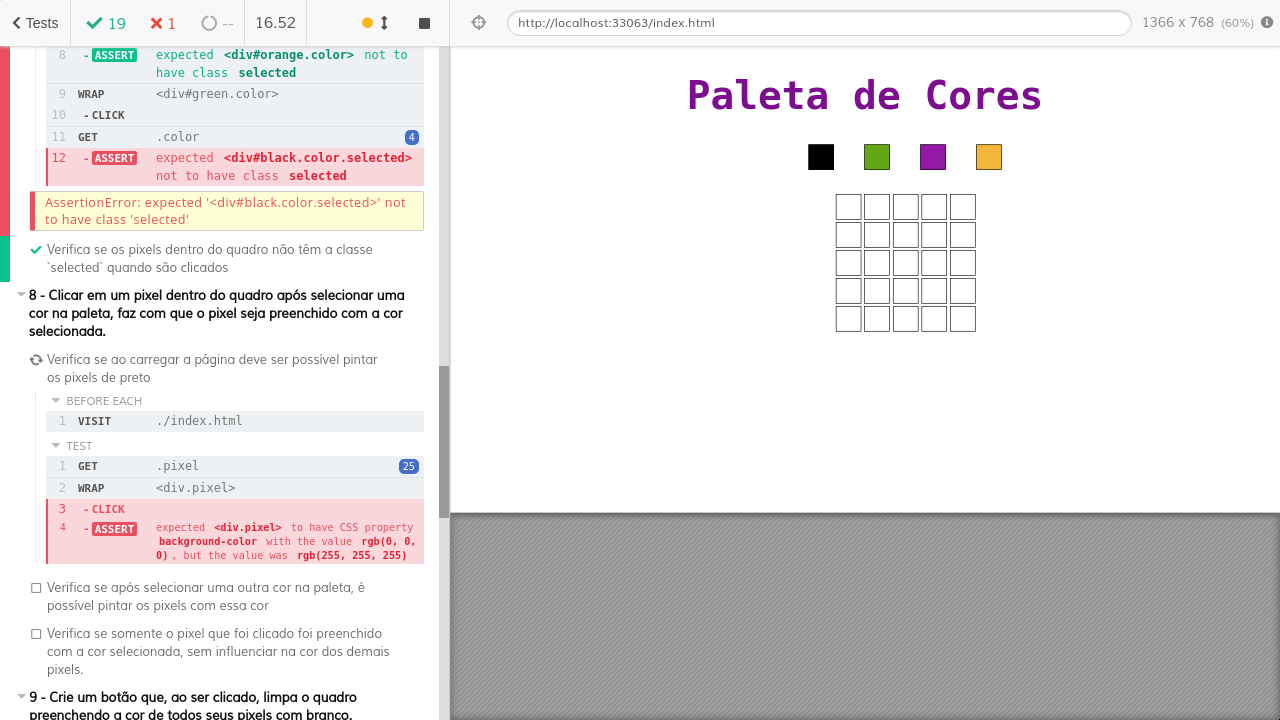 Tests 19 1 -- 16.52
http://localhost:33063/index.html 1366 x 768 (60%)
8 - ASSERT expected <div#orange.color> not to
have class selected
9 WRAP <div#green.color>
10 - CLICK
11 GET .color 4
12 - ASSERT expected <div#black.color.selected>
not to have class selected
AssertionError: expected '<div#black.color.selected>' not
to have class 'selected'
Verifica se os pixels dentro do quadro não têm a classe
`selected` quando são clicados
8 - Clicar em um pixel dentro do quadro após selecionar uma
cor na paleta, faz com que o pixel seja preenchido com a cor
selecionada.
Verifica se ao carregar a página deve ser possível pintar
os pixels de preto
BEFORE EACH
1 VISIT ./index.html
TEST
1 GET .pixel 25
2 WRAP <div.pixel>
3 - CLICK
4 - ASSERT expected <div.pixel> to have CSS property
background-color with the value rgb(0, 0,
0) , but the value was rgb(255, 255, 255)
Verifica se após selecionar uma outra cor na paleta, é
possível pintar os pixels com essa cor
Verifica se somente o pixel que foi clicado foi preenchido
com a cor selecionada, sem influenciar na cor dos demais
pixels.
9 - Crie um botão que, ao ser clicado, limpa o quadro
preenchendo a cor de todos seus pixels com branco.
Paleta de Cores